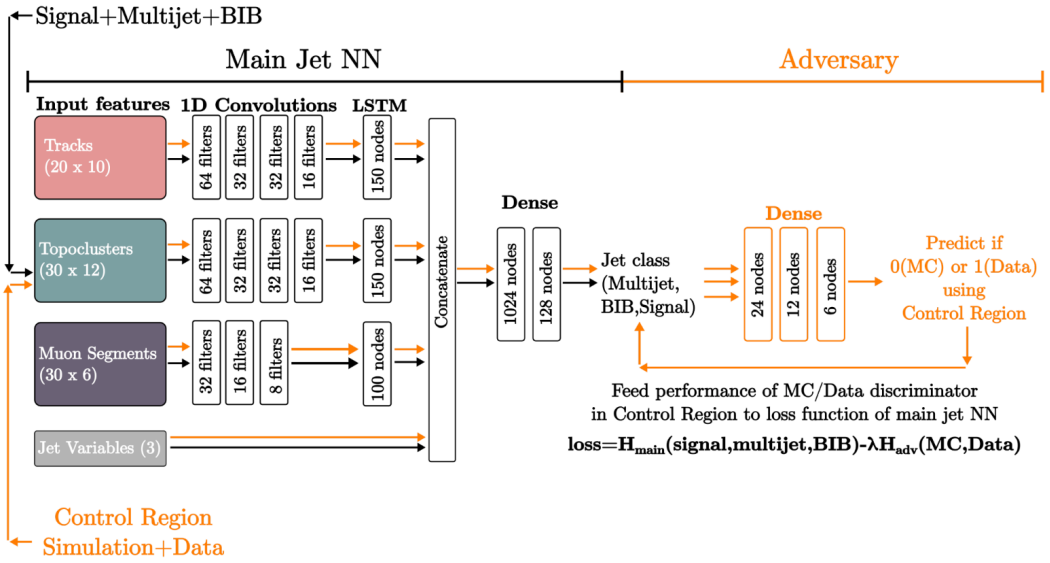 Signal+Multijet+BIB
Main Jet NN
Adversary
Input features
1D Convolutions
LSTM
Tracks
(20 x 10)
64 filters
32 filters
32 filters
16 filters
150 nodes
Topoclusters
(30 x 12)
64 filters
32 filters
32 filters
16 filters
150 nodes
Muon Segments
(30 x 6)
32 filters
16 filters
8 filters
100 nodes
Jet Variables (3)
Concatenate
Dense
1024 nodes
128 nodes
Jet class
(Multijet,
BIB,Signal)
Dense
24 nodes
12 nodes
6 nodes
Predict if
0(MC) or 1(Data)
using
Control Region
Feed performance of MC/Data discriminator
in Control Region to loss function of main jet NN
loss=H_main(signal,multijet,BIB)-λH_adv(MC,Data)
Control Region
Simulation+Data